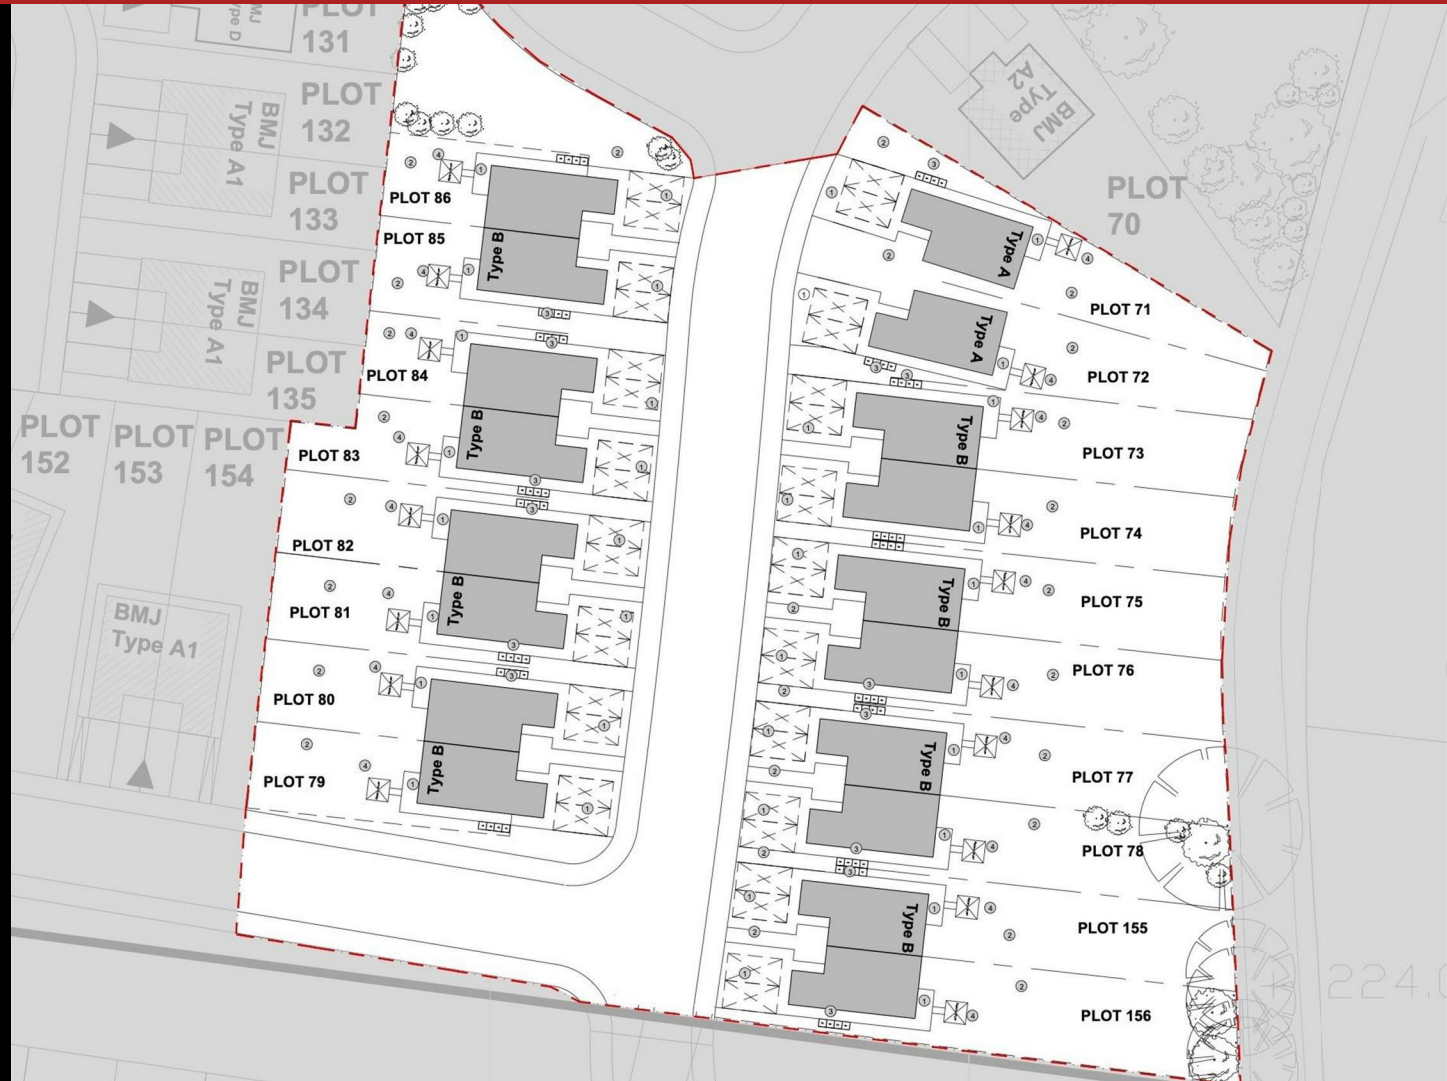 PLOT
131
BMJ
Type D
PLOT
132
BMJ
Type A1
PLOT
133
PLOT
134
BMJ
Type A1
PLOT
135
PLOT
152
PLOT
153
PLOT
154
BMJ
Type A1
BMJ
Type
A2
PLOT
70
PLOT 86
PLOT 85
Type B
PLOT 84
PLOT 83
Type B
PLOT 82
PLOT 81
Type B
PLOT 80
PLOT 79
Type B
Type A
PLOT 71
Type A
PLOT 72
PLOT 73
Type B
PLOT 74
PLOT 75
Type B
PLOT 76
PLOT 77
Type B
PLOT 78
PLOT 155
Type B
PLOT 156
224.0